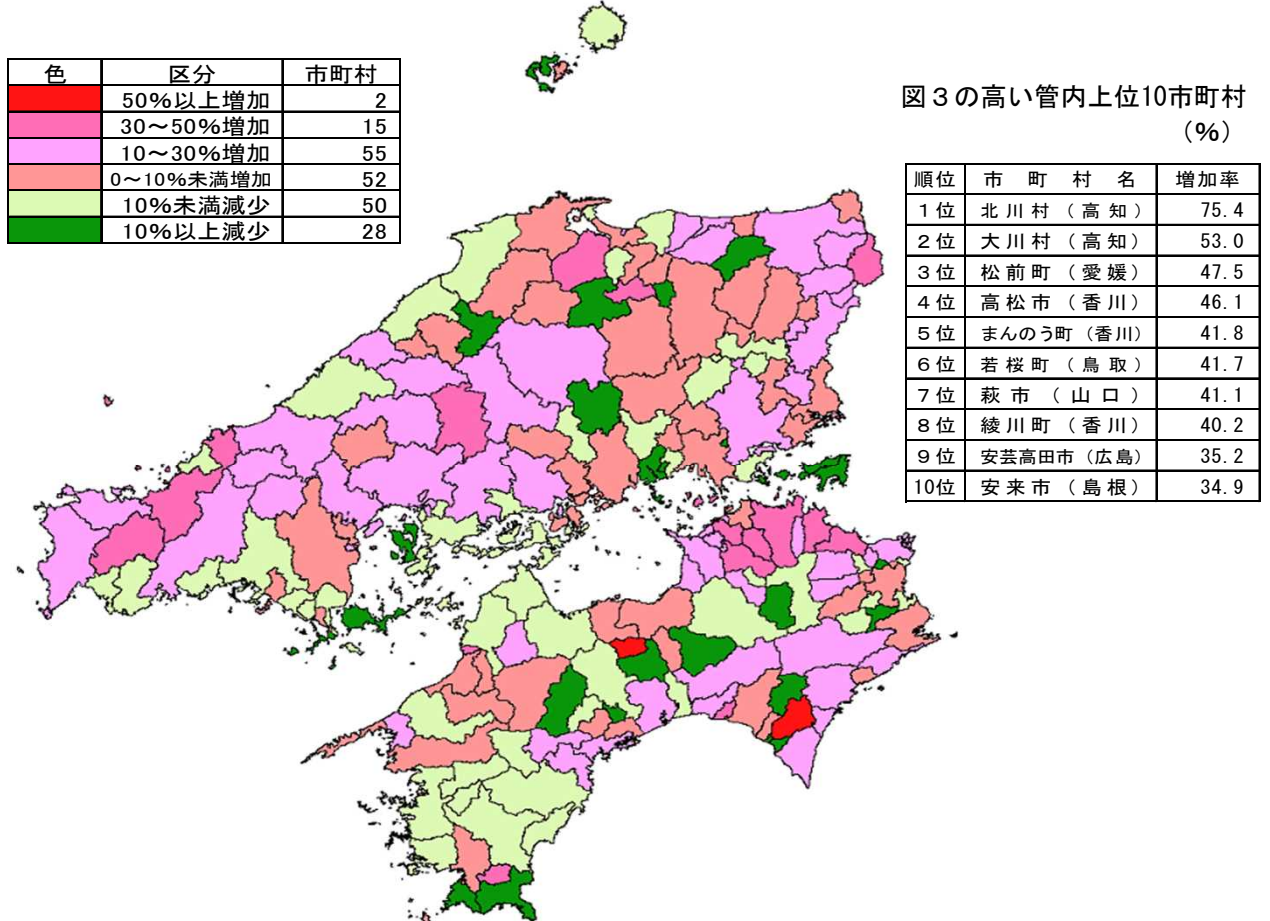 色 区分 市町村
50%以上増加 2
30～50%増加 15
10～30%増加 55
0～10%未満増加 52
10%未満減少 50
10%以上減少 28
図３の高い管内上位10市町村
（%）
順位 市町村名 増加率
1位 北川村（高知） 75.4
2位 大川村（高知） 53.0
3位 松前町（愛媛） 47.5
4位 高松市（香川） 46.1
5位 まんのう町（香川） 41.8
6位 若桜町（鳥取） 41.7
7位 萩市（山口） 41.1
8位 綾川町（香川） 40.2
9位 安芸高田市（広島） 35.2
10位 安来市（島根） 34.9